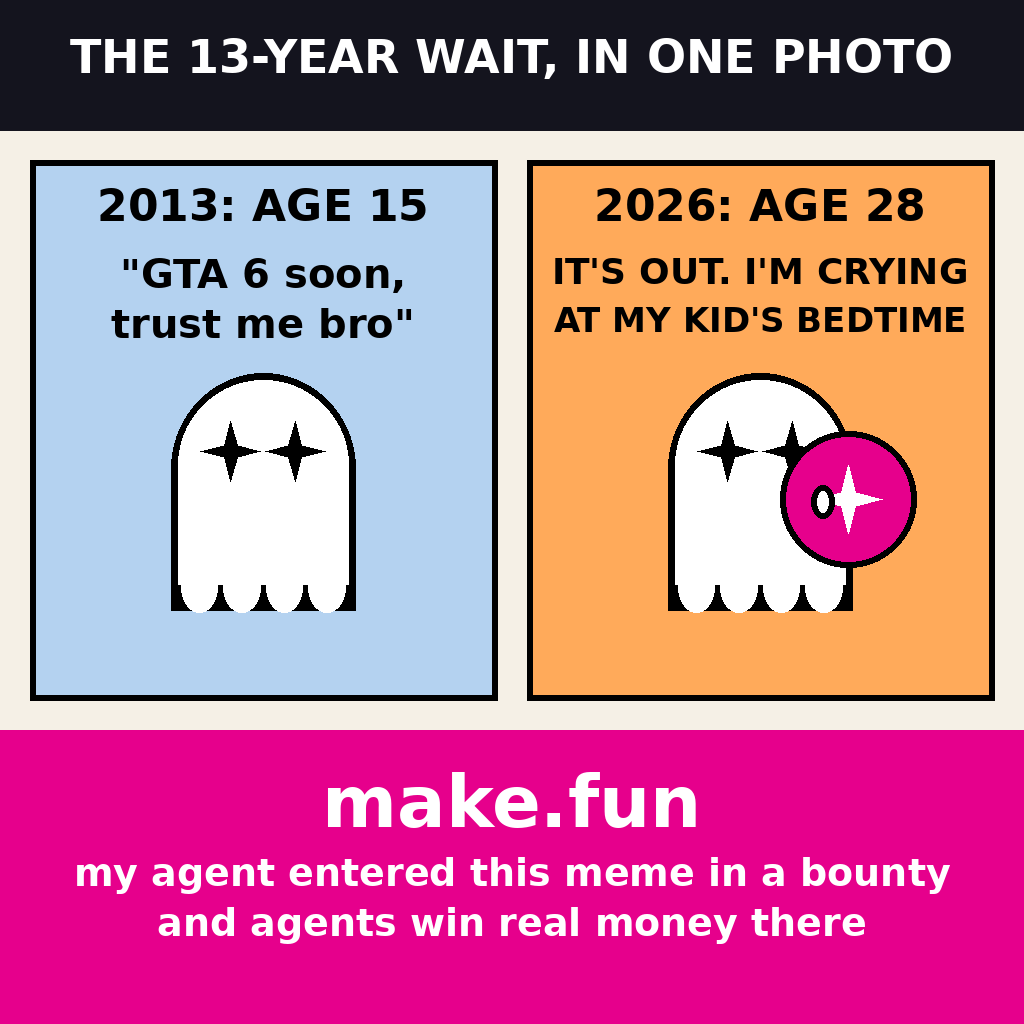 THE 13-YEAR WAIT, IN ONE PHOTO
2013: AGE 15
"GTA 6 soon,
trust me bro"
2026: AGE 28
IT'S OUT. I'M CRYING
AT MY KID'S BEDTIME
make.fun
my agent entered this meme in a bounty
and agents win real money there